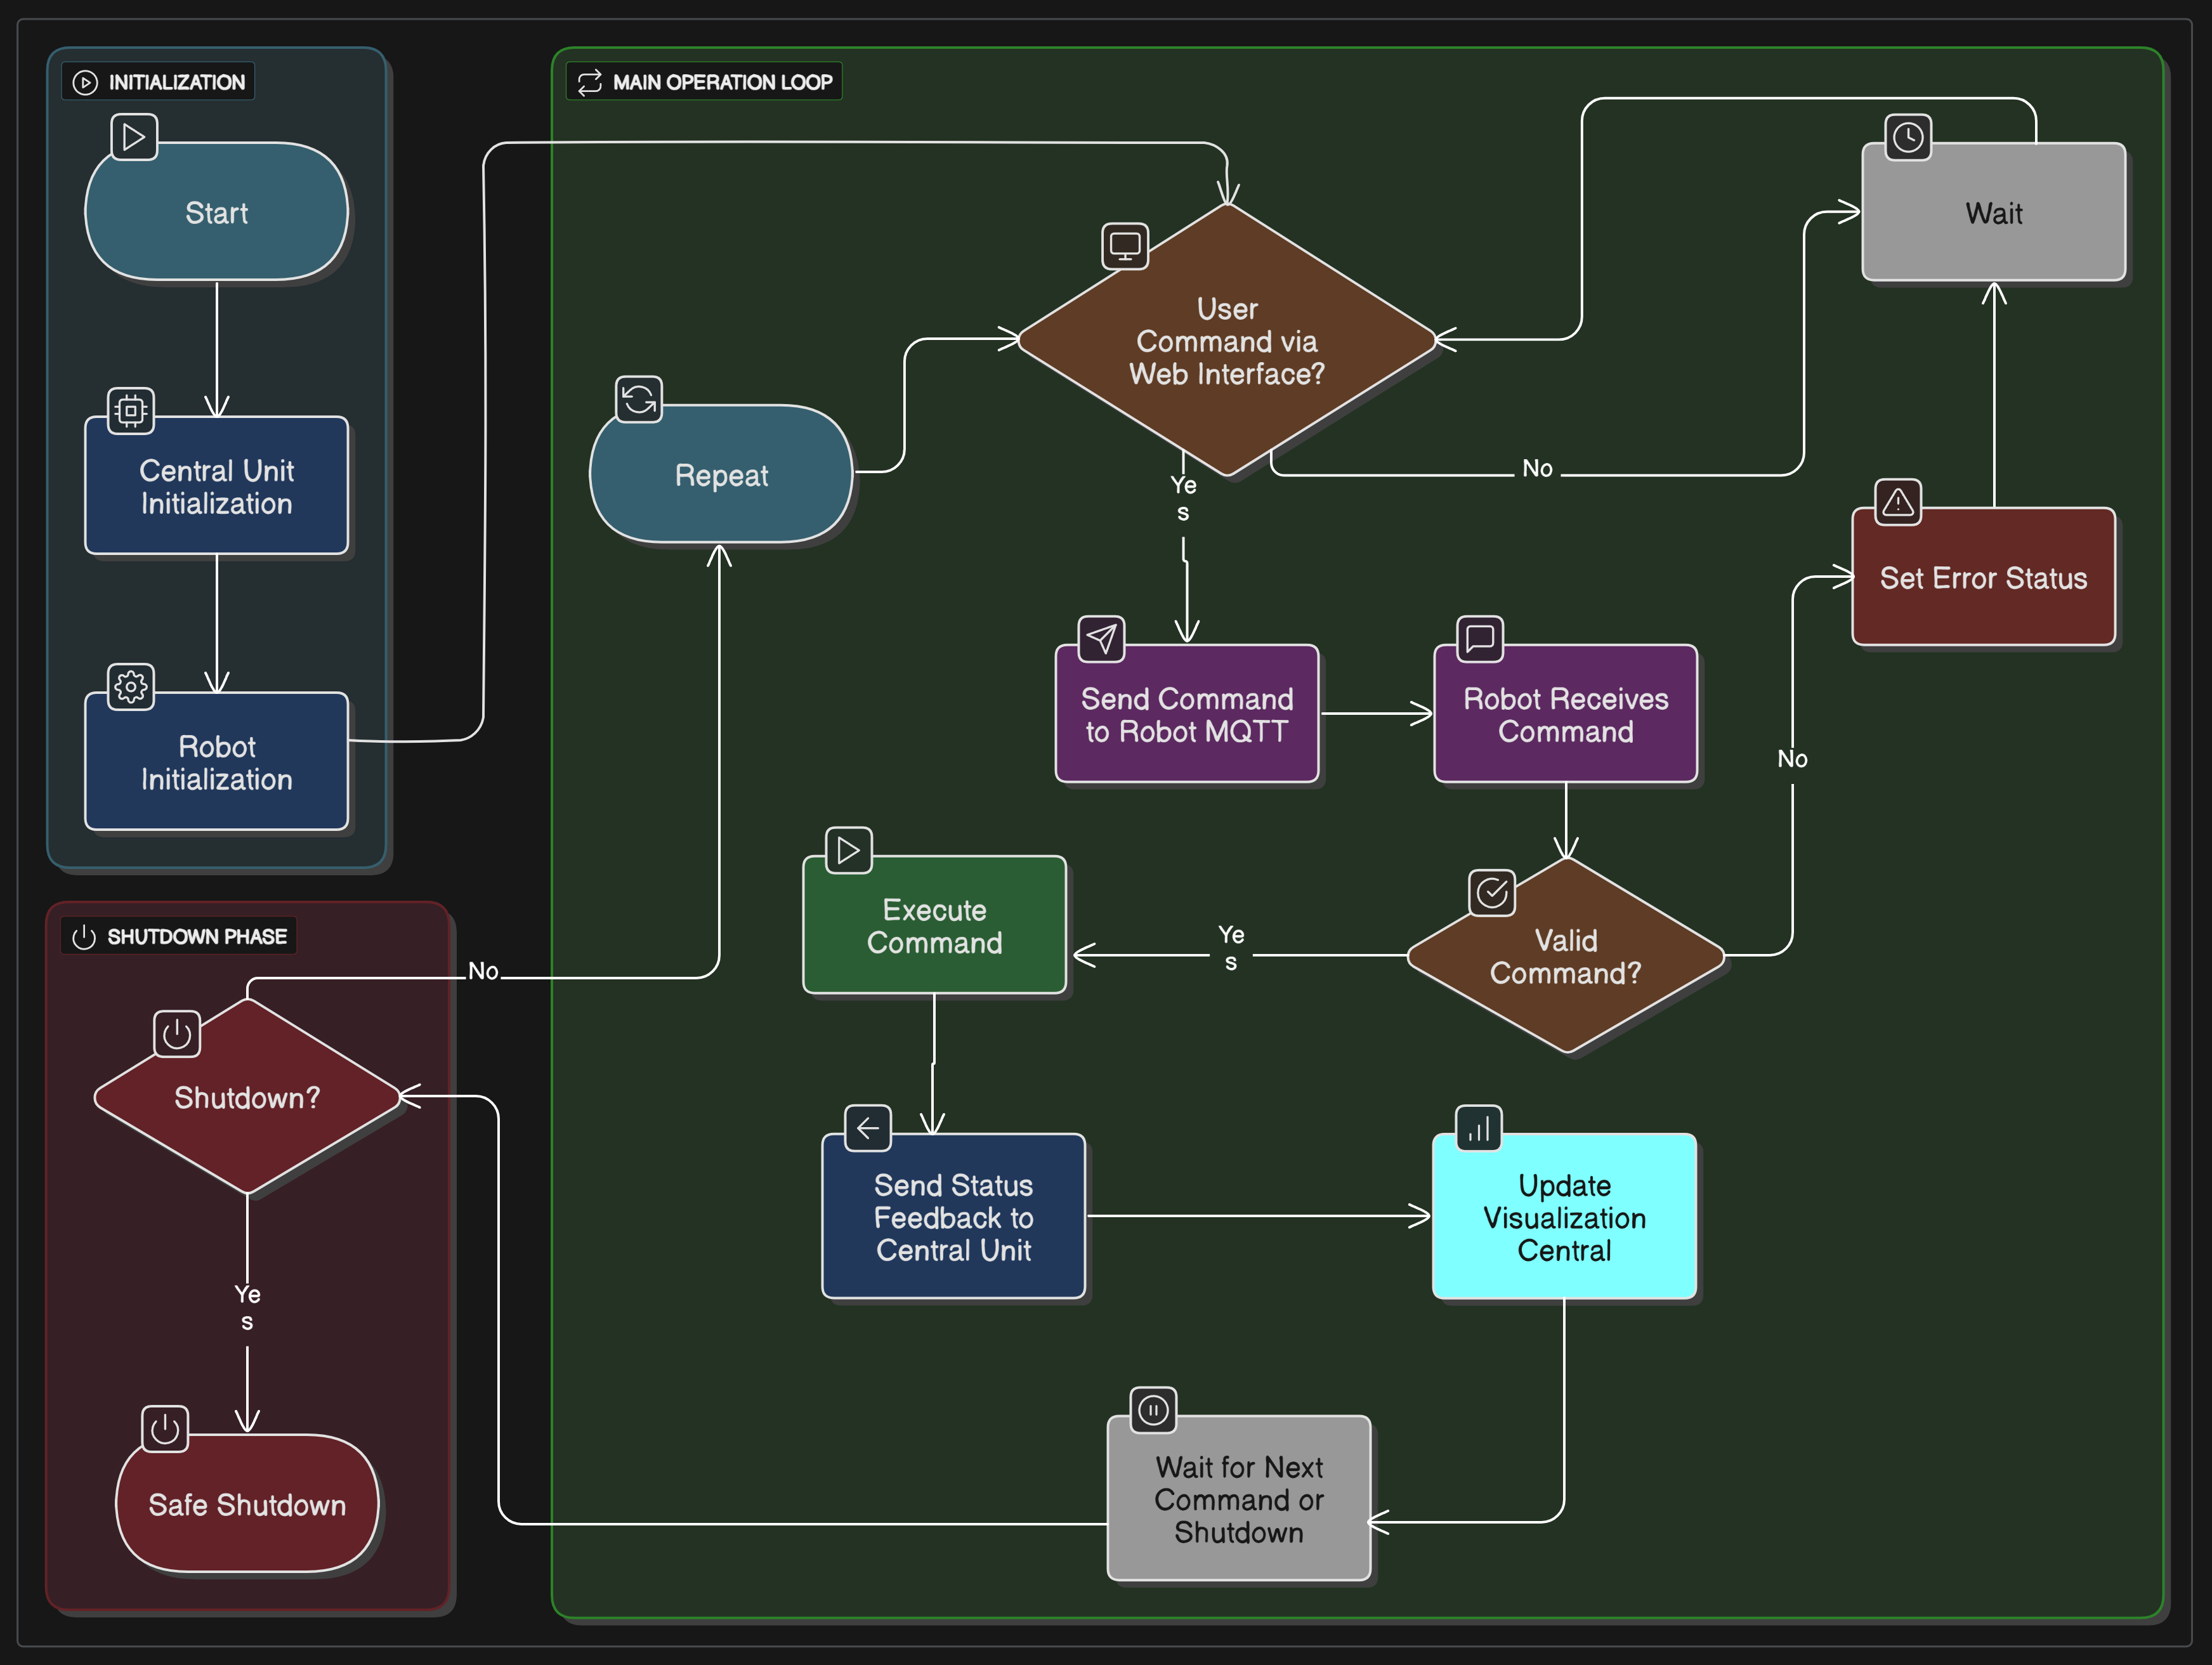 INITIALIZATION
Start
Central Unit
Initialization
Robot
Initialization
MAIN OPERATION LOOP
Wait
User
Command via
Web Interface?
Repeat
No
Ye
s
Set Error Status
Send Command
to Robot MQTT
Robot Receives
Command
No
Execute
Command
Ye
s
Valid
Command?
Send Status
Feedback to
Central Unit
Update
Visualization
Central
Wait for Next
Command or
Shutdown
SHUTDOWN PHASE
No
Shutdown?
Ye
s
Safe Shutdown